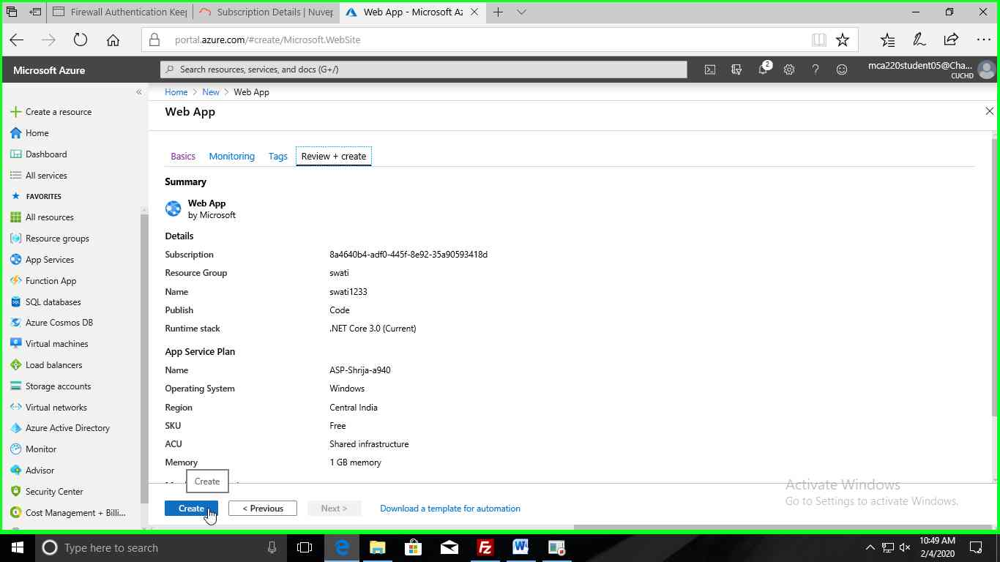 Firewall Authentication Kee
Subscription Details | Nuvep
Web App - Microsoft Az
portal.azure.com/#create/Microsoft.WebSite
Microsoft Azure
Search resources, services, and docs (G+/)
2
mca220student05@Cha...
CUCHD
Home > New > Web App
Web App
Create a resource
Home
Dashboard
All services
FAVORITES
All resources
Resource groups
App Services
Function App
SQL databases
Azure Cosmos DB
Virtual machines
Load balancers
Storage accounts
Virtual networks
Azure Active Directory
Monitor
Advisor
Security Center
Cost Management + Billi...
Basics Monitoring Tags Review + create
Summary
Web App
by Microsoft
Details
Subscription 8a4640b4-adf0-445f-8e92-35a90593418d
Resource Group swati
Name swati1233
Publish Code
Runtime stack .NET Core 3.0 (Current)
App Service Plan
Name ASP-Shrija-a940
Operating System Windows
Region Central India
SKU Free
ACU Shared infrastructure
Memory 1 GB memory
Create
Create < Previous Next > Download a template for automation
Activate Windows
Go to Settings to activate Windows.
Type here to search
10:49 AM
2/4/2020